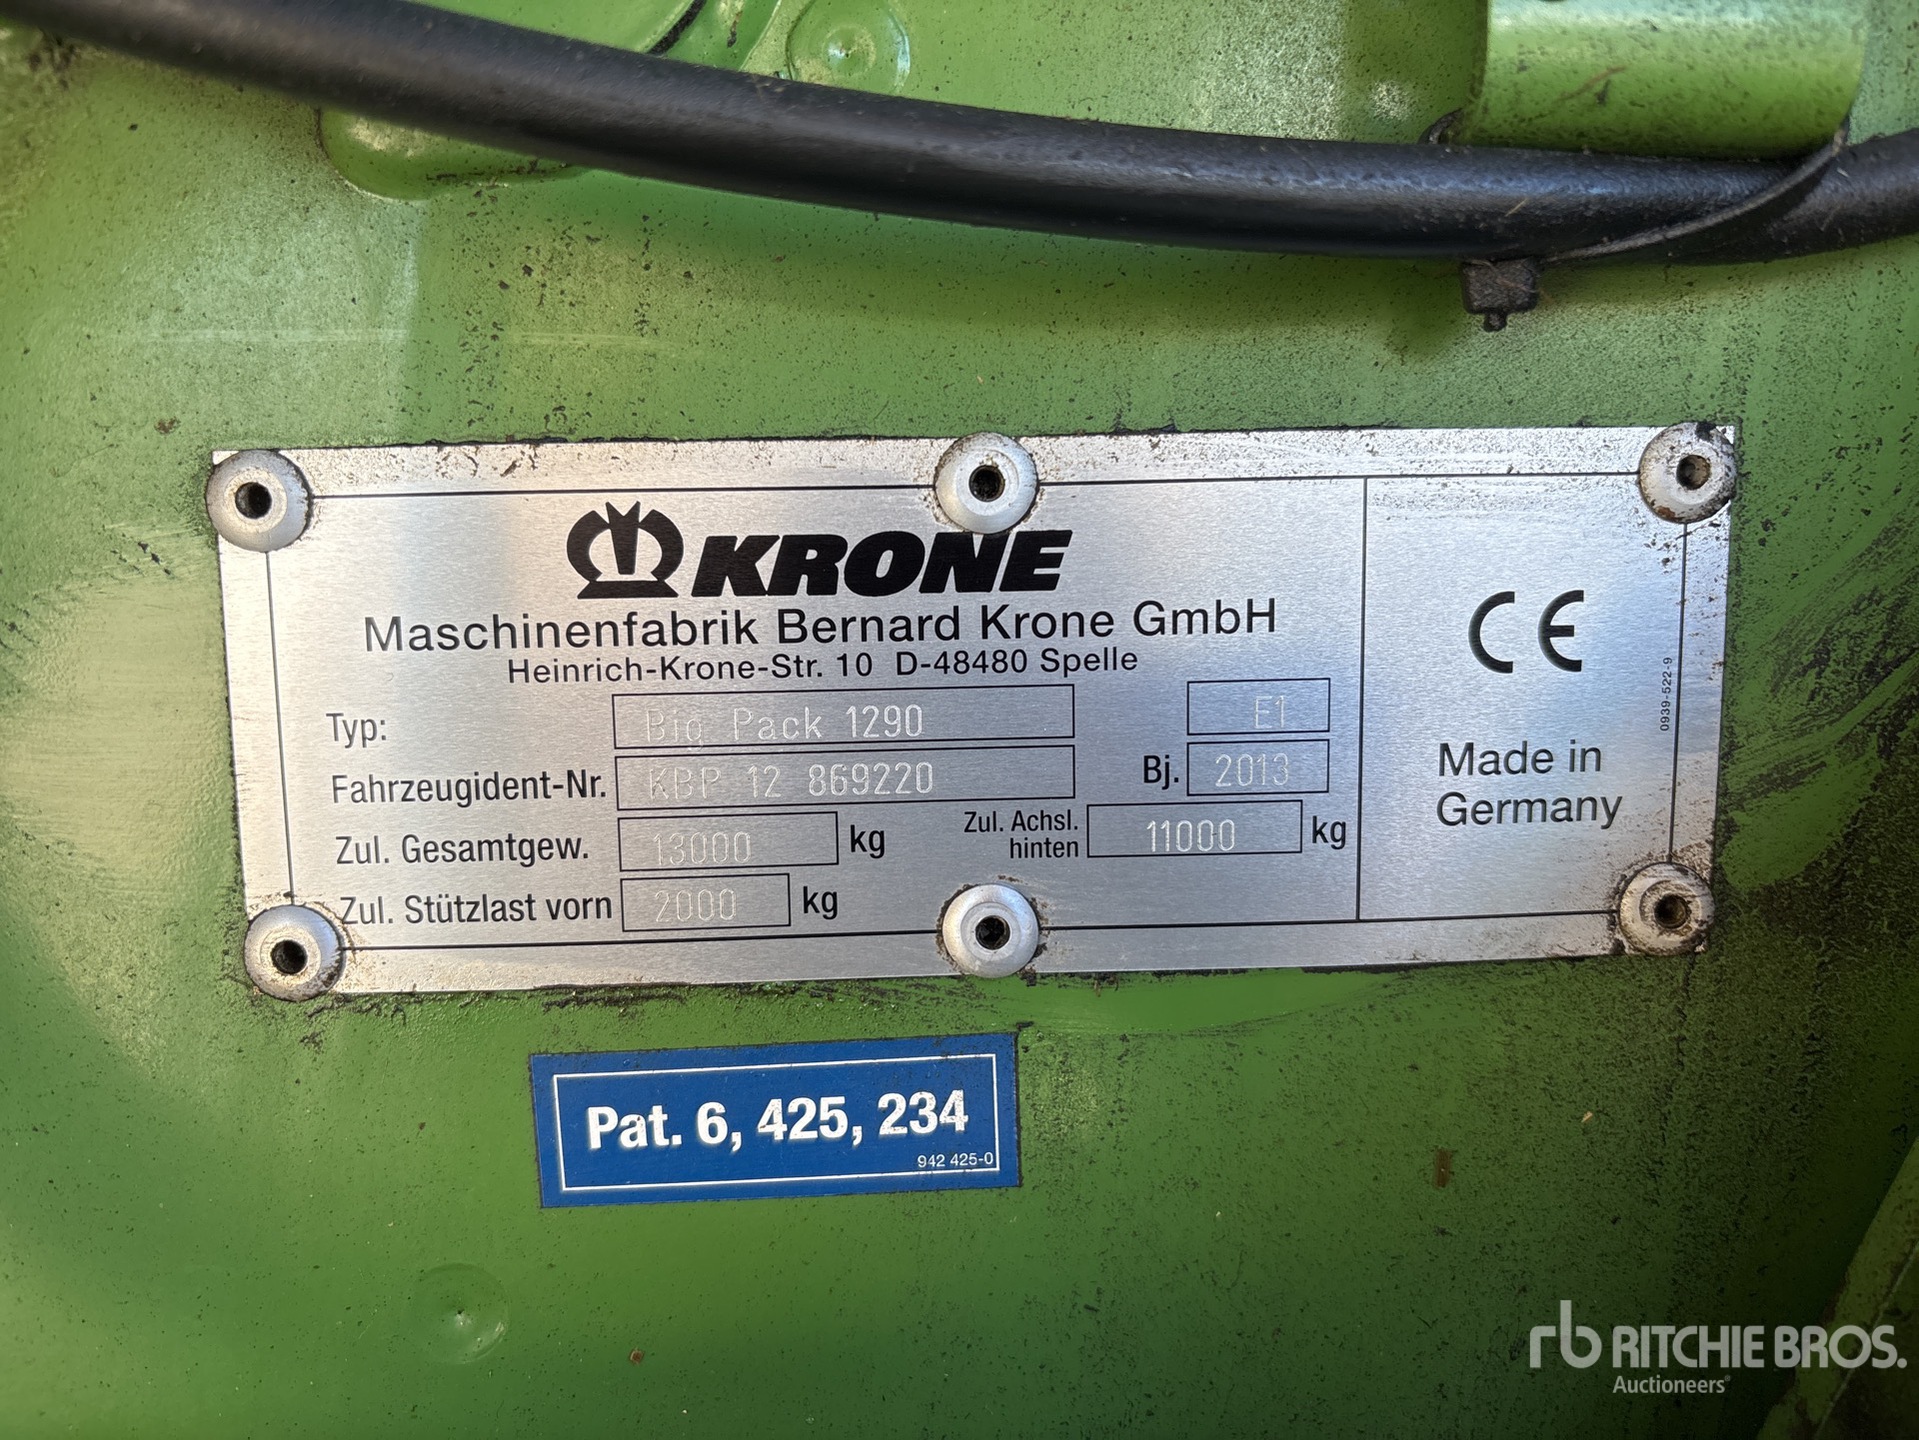 KRONE
Maschinenfabrik Bernard Krone GmbH
Heinrich-Krone-Str. 10 D-48480 Spelle
Typ: Big Pack 1290 E1
Fahrzeugident-Nr. KBP 12 869220 Bj. 2013
Zul. Gesamtgew. 13000 kg Zul. Achsl. hinten 11000 kg
Zul. Stützlast vorn 2000 kg
CE
Made in
Germany
0939-522-9
Pat. 6, 425, 234
942 425-0
rb RITCHIE BROS.
Auctioneers®